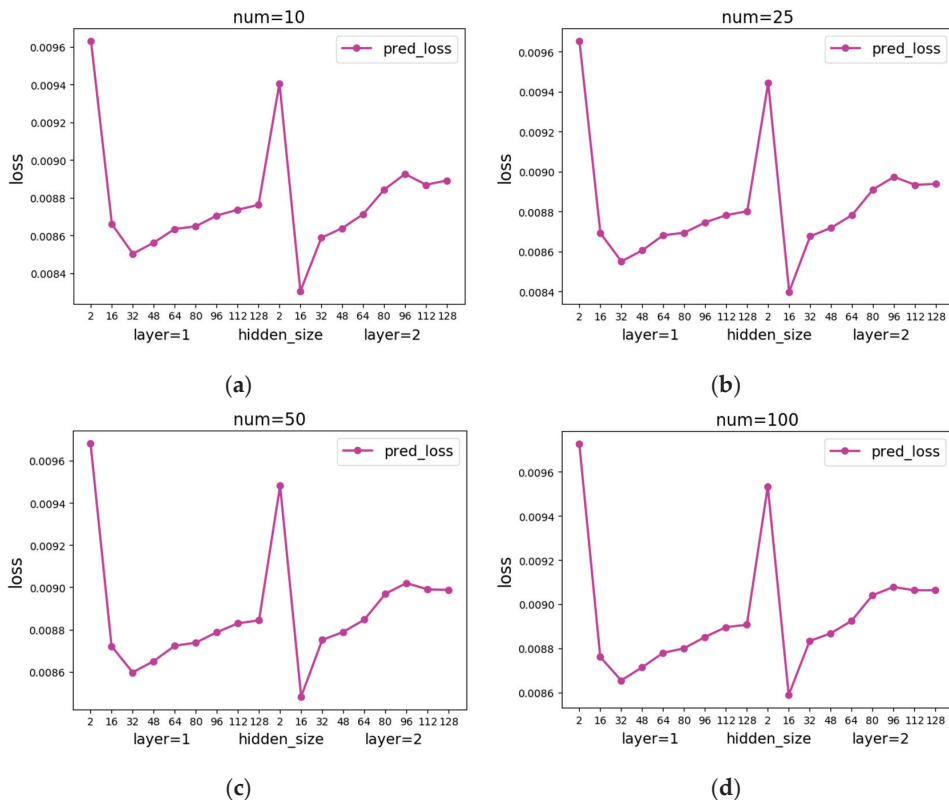 num=10
pred_loss
loss
0.0096
0.0094
0.0092
0.0090
0.0088
0.0086
0.0084
2 16 32 48 64 80 96 112 128 2 16 32 48 64 80 96 112 128
layer=1 hidden_size layer=2
(a)
num=25
pred_loss
loss
0.0096
0.0094
0.0092
0.0090
0.0088
0.0086
0.0084
2 16 32 48 64 80 96 112 128 2 16 32 48 64 80 96 112 128
layer=1 hidden_size layer=2
(b)
num=50
pred_loss
loss
0.0096
0.0094
0.0092
0.0090
0.0088
0.0086
2 16 32 48 64 80 96 112 128 2 16 32 48 64 80 96 112 128
layer=1 hidden_size layer=2
(c)
num=100
pred_loss
loss
0.0096
0.0094
0.0092
0.0090
0.0088
0.0086
2 16 32 48 64 80 96 112 128 2 16 32 48 64 80 96 112 128
layer=1 hidden_size layer=2
(d)